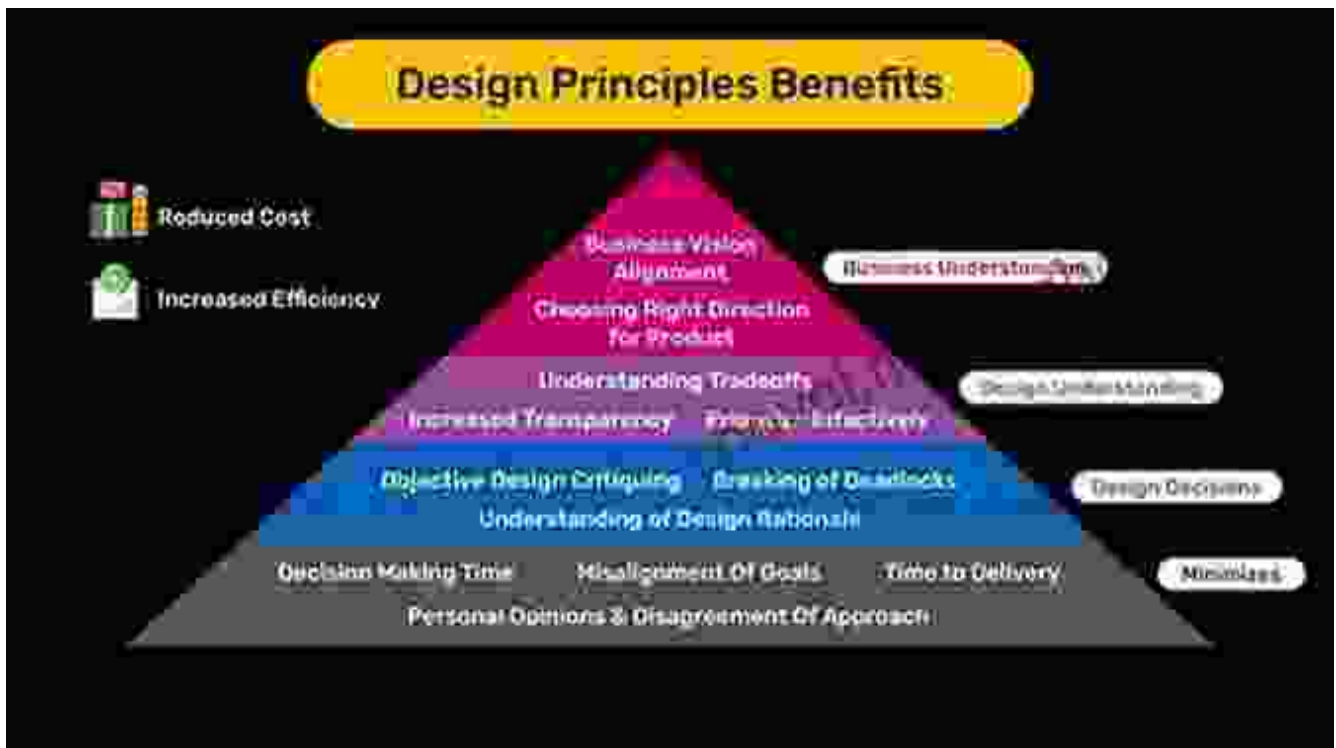 Design Principles Benefits
Reduced Cost
Increased Efficiency
Business Vision
Alignment
Choosing Right Direction
for Product
Business Understanding
Understanding Tradeoffs
Increased Transparency Effectively
Design Understanding
Objective Design Critiquing Breaking of Deadlocks
Understanding of Design Rationale
Design Decisions
Decision Making Time Misalignment Of Goals Time to Delivery
Personal Opinions & Disagreement Of Approach
Minimizes